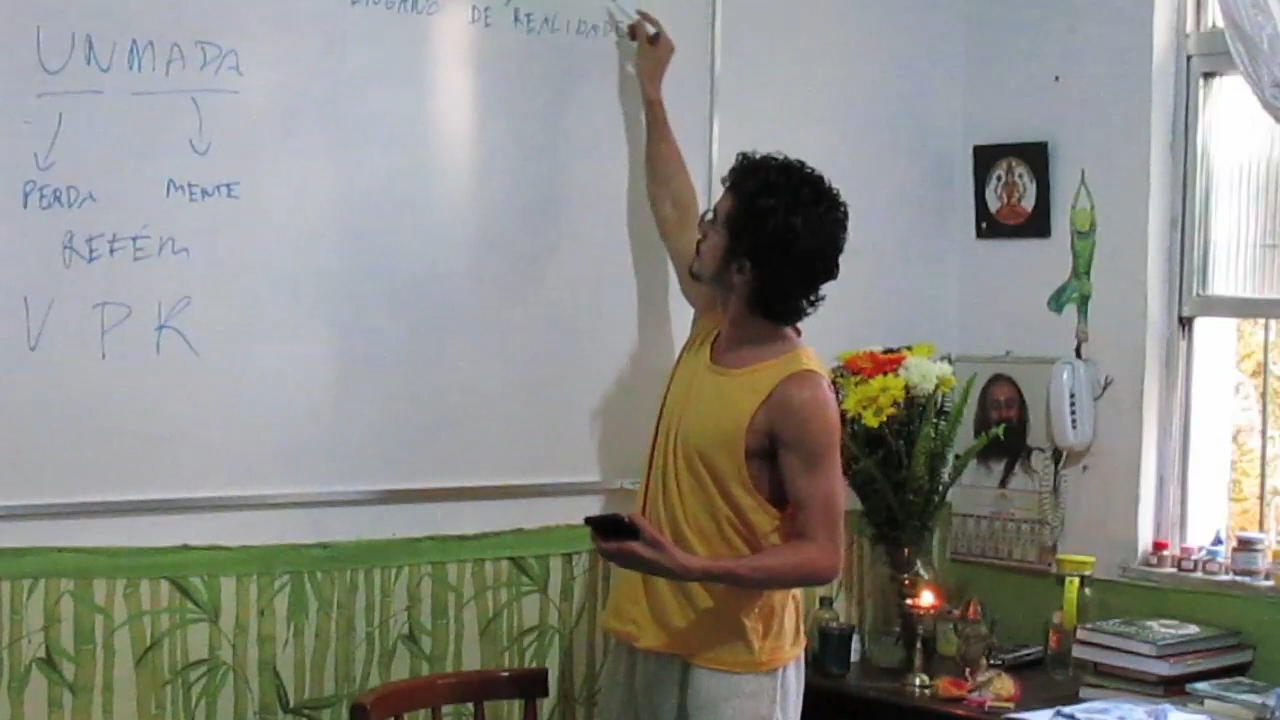 ENGANO DE REALIDADE
UNMADA
PERDA MENTE
REFÉM
V P K